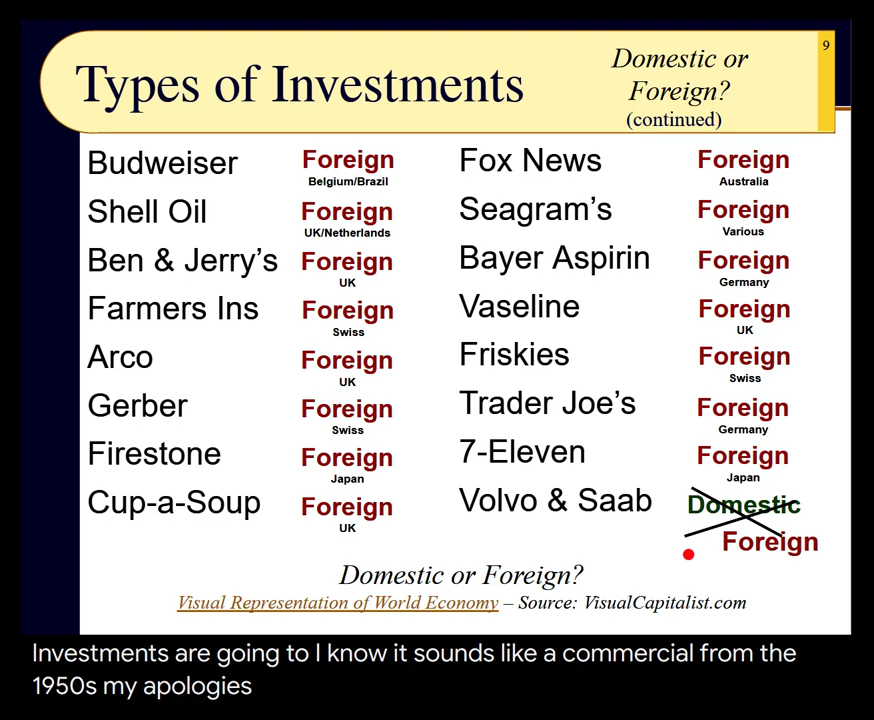 9
Types of Investments
Domestic or
Foreign?
(continued)
Budweiser Foreign
Belgium/Brazil
Shell Oil Foreign
UK/Netherlands
Ben & Jerry's Foreign
UK
Farmers Ins Foreign
Swiss
Arco Foreign
UK
Gerber Foreign
Swiss
Firestone Foreign
Japan
Cup-a-Soup Foreign
UK
Fox News Foreign
Australia
Seagram's Foreign
Various
Bayer Aspirin Foreign
Germany
Vaseline Foreign
UK
Friskies Foreign
Swiss
Trader Joe's Foreign
Germany
7-Eleven Foreign
Japan
Volvo & Saab Domestic
Foreign
Domestic or Foreign?
Visual Representation of World Economy – Source: VisualCapitalist.com
Investments are going to I know it sounds like a commercial from the
1950s my apologies